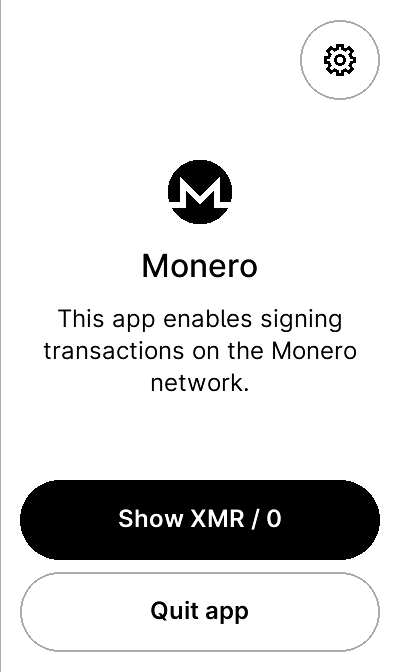 Monero
This app enables signing
transactions on the Monero
network.
Show XMR / 0
Quit app